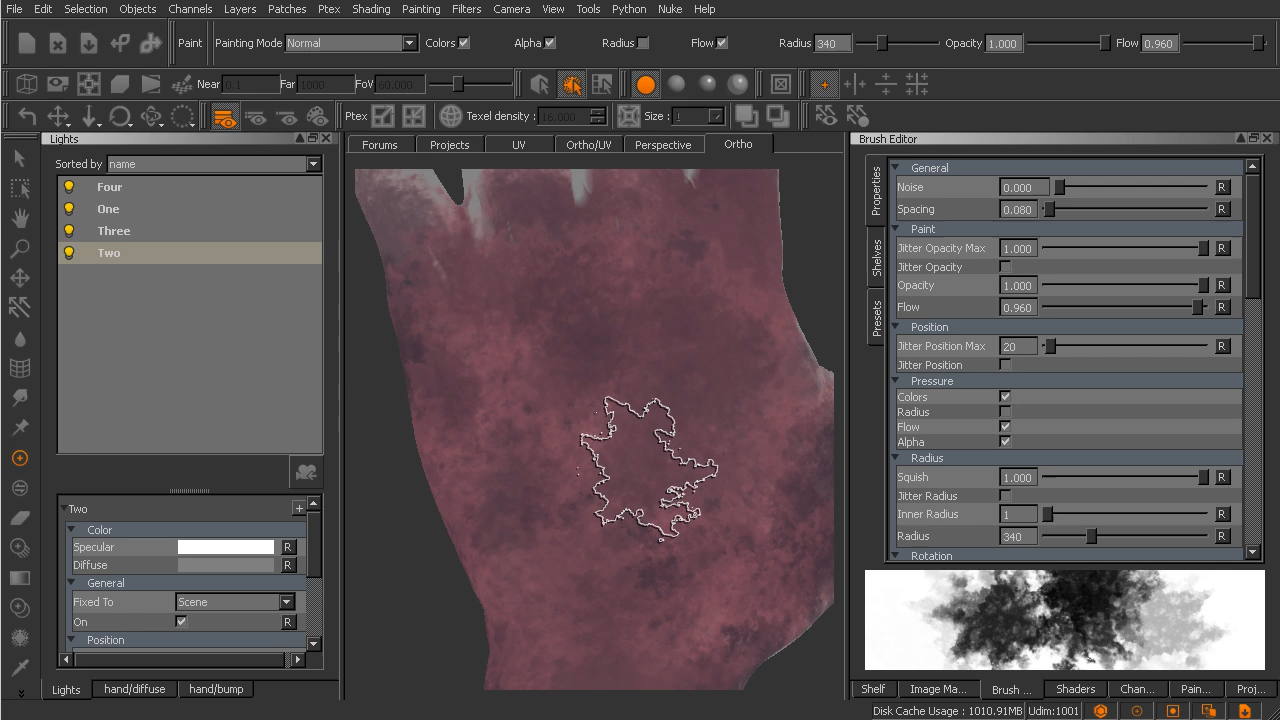 File Edit Selection Objects Channels Layers Patches Ptex Shading Painting Filters Camera View Tools Python Nuke Help
Paint Painting Mode Normal Colors Alpha Radius Flow Radius 340 Opacity 1.000 Flow 0.960
Near 0.1 Far 1000 FoV 60.000
Ptex Texel density : 16.000 Size : 1
Lights
Sorted by name
Four
One
Three
Two
Two
Color
Specular R
Diffuse R
General
Fixed To Scene
On R
Position
Lights hand/diffuse hand/bump
Forums Projects UV Ortho/UV Perspective Ortho
Brush Editor
Properties
Shelves
Presets
General
Noise 0.000 R
Spacing 0.080 R
Paint
Jitter Opacity Max 1.000 R
Jitter Opacity
Opacity 1.000 R
Flow 0.960 R
Position
Jitter Position Max 20 R
Jitter Position
Pressure
Colors
Radius
Flow
Alpha
Radius
Squish 1.000 R
Jitter Radius
Inner Radius 1 R
Radius 340 R
Rotation
Shelf Image Ma... Brush ... Shaders Chan... Pain... Proj...
Disk Cache Usage : 1010.91MB Udim:1001